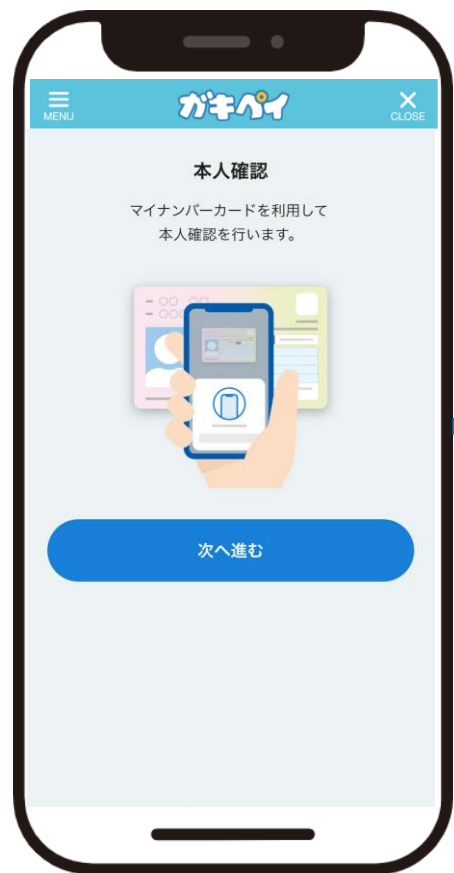 ガキペイ
MENU
CLOSE
本人確認
マイナンバーカードを利用して
本人確認を行います。
次へ進む